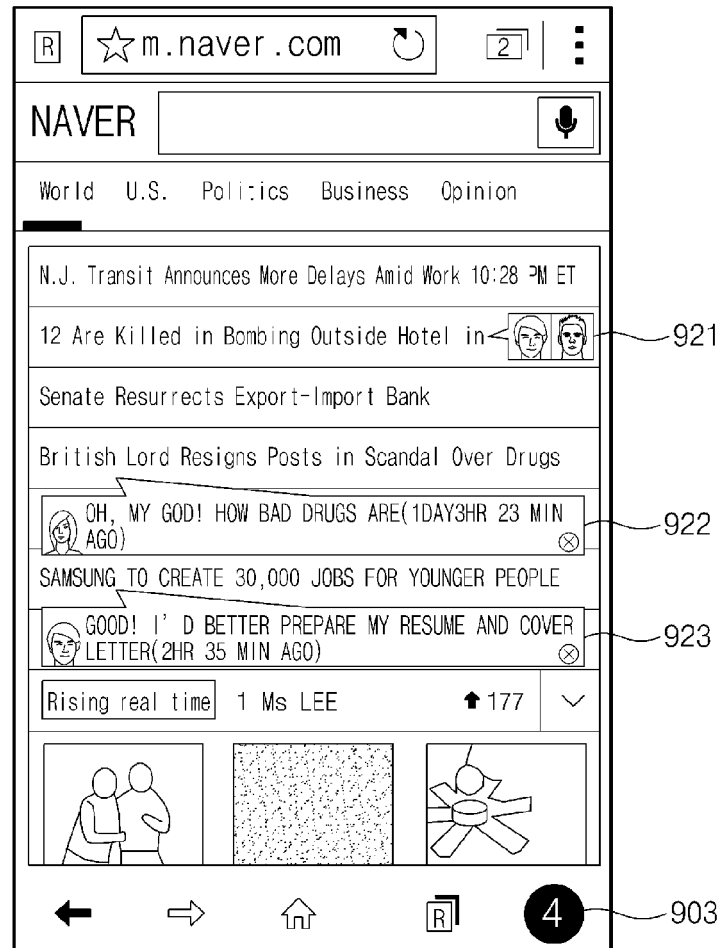 R m.naver.com 2
NAVER
World U.S. Politics Business Opinion
N.J. Transit Announces More Delays Amid Work 10:28 PM ET
12 Are Killed in Bombing Outside Hotel in
921
Senate Resurrects Export-Import Bank
British Lord Resigns Posts in Scandal Over Drugs
OH, MY GOD! HOW BAD DRUGS ARE(1DAY3HR 23 MIN
AGO)
922
SAMSUNG TO CREATE 30,000 JOBS FOR YOUNGER PEOPLE
GOOD! I' D BETTER PREPARE MY RESUME AND COVER
LETTER(2HR 35 MIN AGO)
923
Rising real time 1 Ms LEE 177
R 4 903